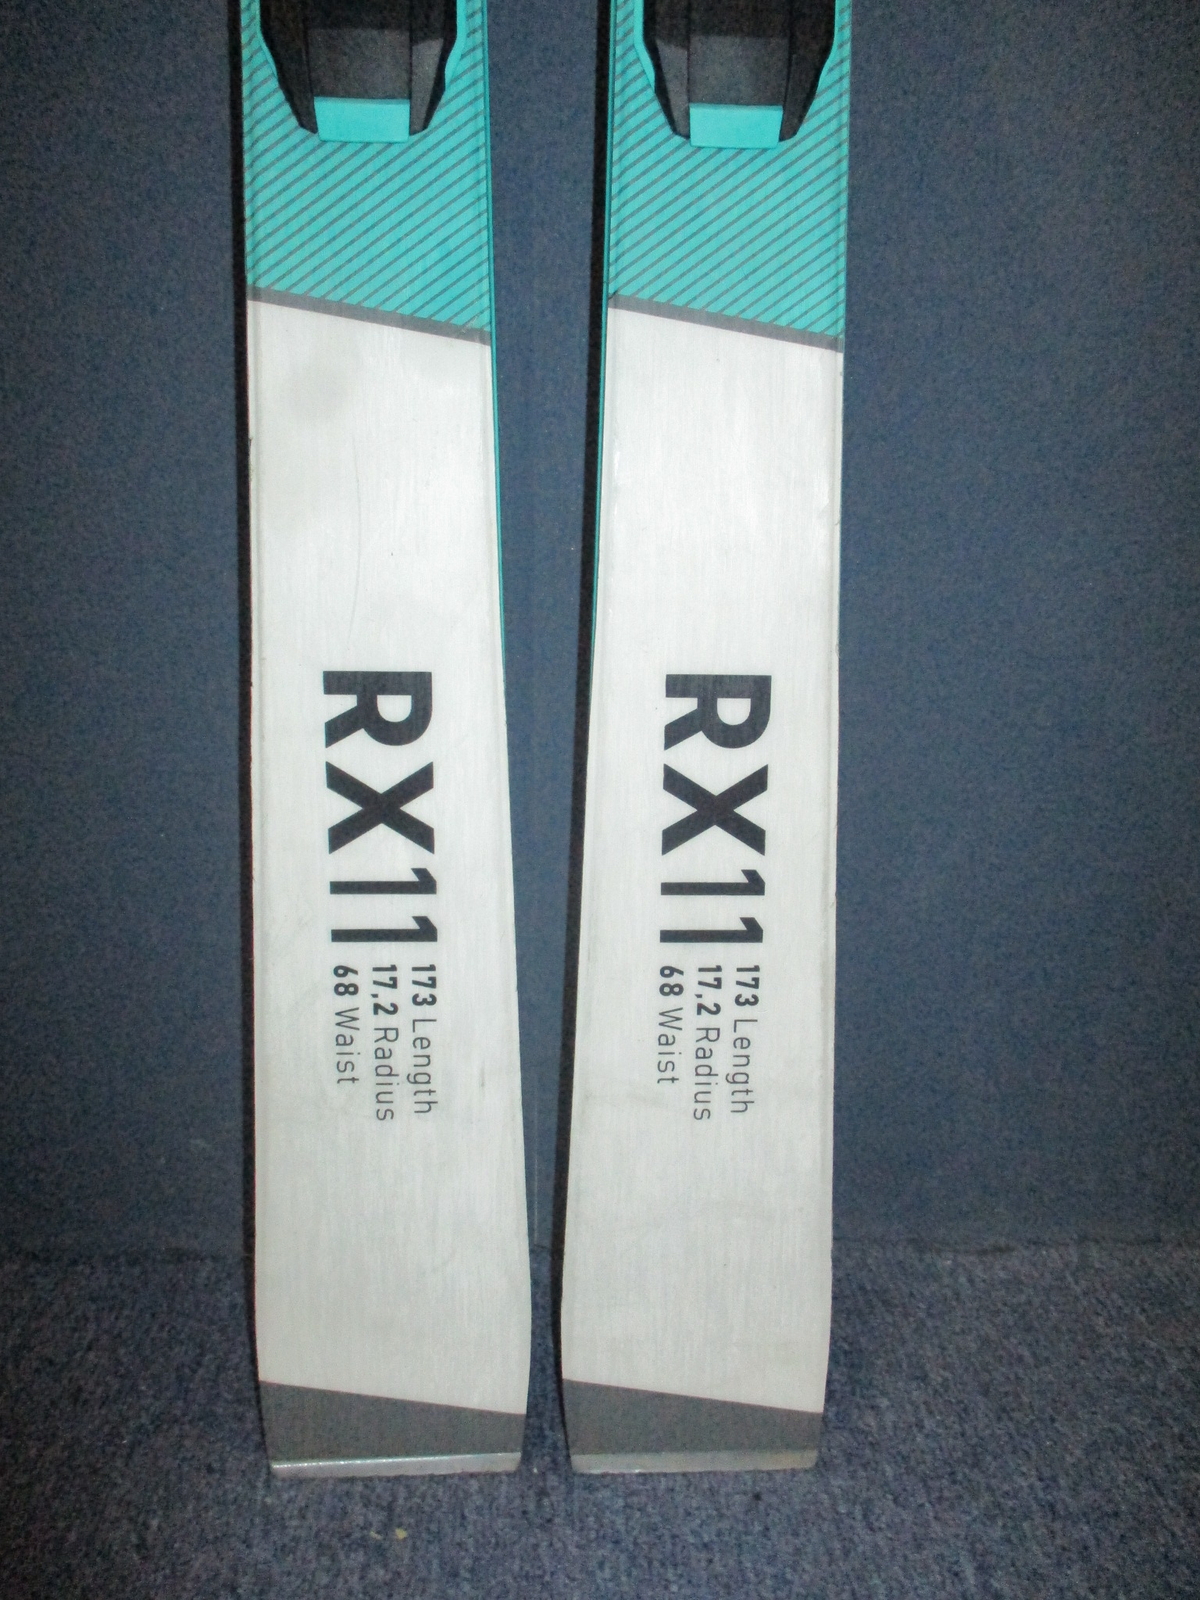 RX11
173 Length
17,2 Radius
68 Waist
RX11
173 Length
17,2 Radius
68 Waist